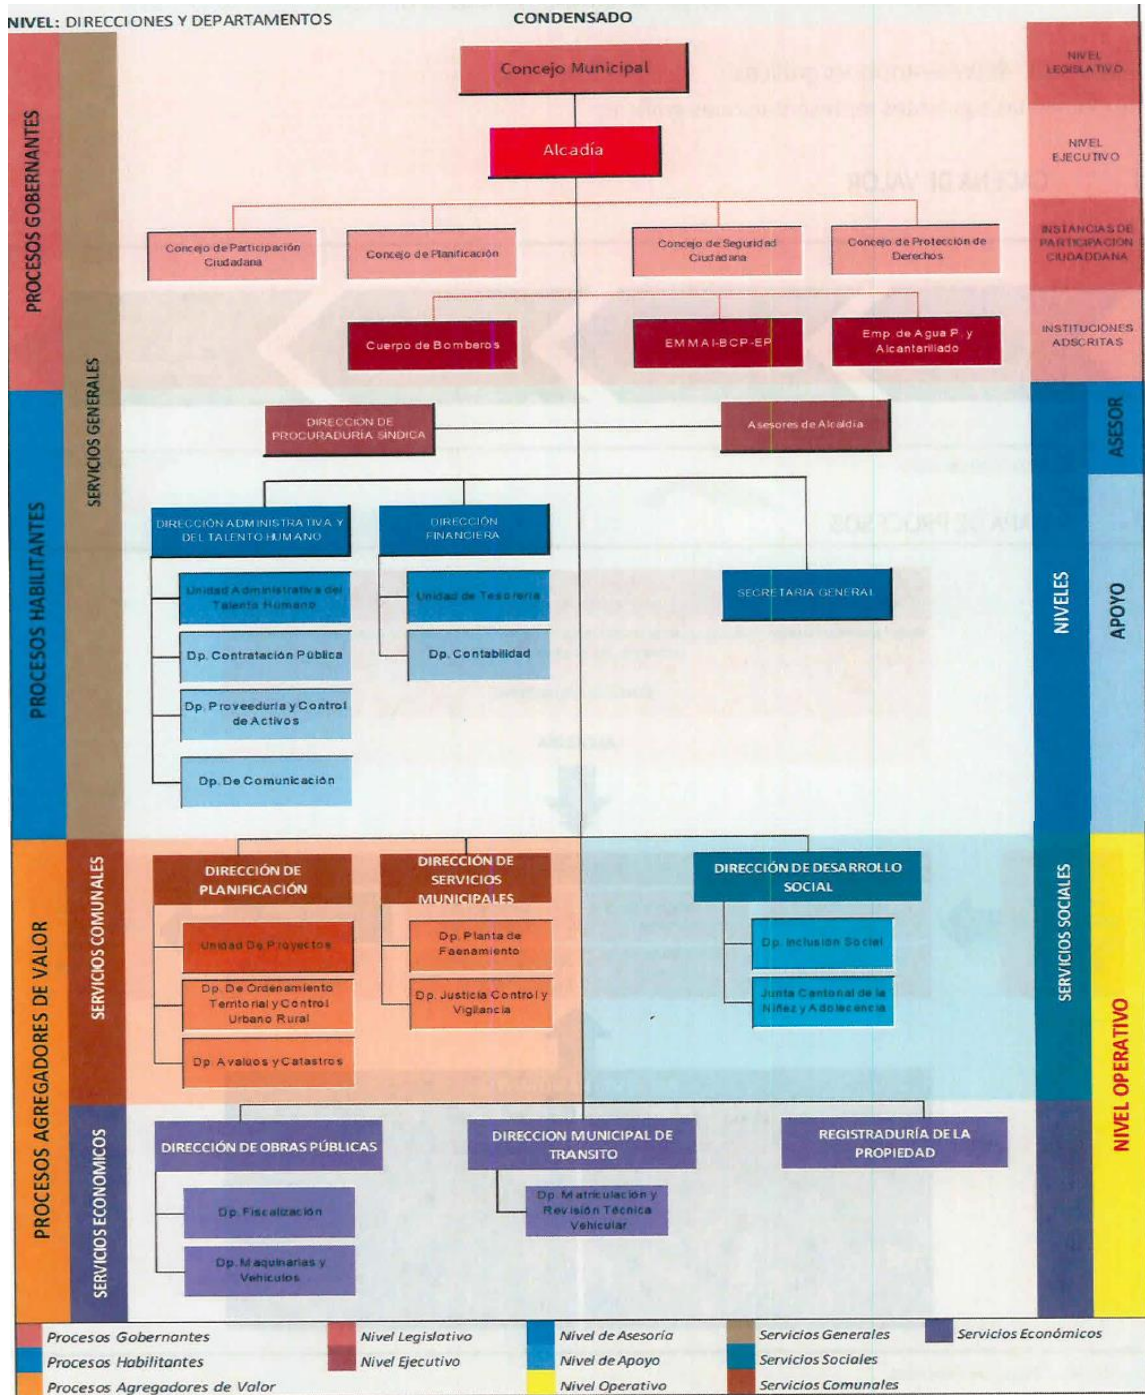 NIVEL: DIRECCIONES Y DEPARTAMENTOS
CONDENSADO
PROCESOS GOBERNANTES
PROCESOS HABILITANTES
PROCESOS AGREGADORES DE VALOR
SERVICIOS GENERALES
SERVICIOS COMUNALES
SERVICIOS ECONOMICOS
Concejo Municipal
Alcadía
Concejo de Participación
Ciudadana
Concejo de Planificación
Concejo de Seguridad
Ciudadana
Concejo de Protección de
Derechos
Cuerpo de Bomberos
EMMAI-BCP-EP
Emp. de Agua P. y
Alcantarillado
DIRECCIÓN DE
PROCURADURÍA SÍNDICA
Asesores de Alcaldía
DIRECCIÓN ADMINISTRATIVA Y
DEL TALENTO HUMANO
DIRECCIÓN
FINANCIERA
Unidad Administrativa del
Talento Humano
Unidad de Tesorería
SECRETARIA GENERAL
Dp. Contratación Pública
Dp. Contabilidad
Dp. Proveeduría y Control
de Activos
Dp. De Comunicación
DIRECCIÓN DE
PLANIFICACIÓN
DIRECCIÓN DE
SERVICIOS
MUNICIPALES
DIRECCIÓN DE DESARROLLO
SOCIAL
Unidad De Proyectos
Dp. Planta de
Faenamiento
Dp. Inclusión Social
Dp. De Ordenamiento
Territorial y Control
Urbano Rural
Dp. Justicia Control y
Vigilancia
Junta Cantonal de la
Niñez y Adolecencia
Dp. Avalúos y Catastros
DIRECCIÓN DE OBRAS PÚBLICAS
DIRECCION MUNICIPAL DE
TRANSITO
REGISTRADURÍA DE LA
PROPIEDAD
Dp. Fiscalización
Dp. Matriculación y
Revisión Técnica
Vehicular
Dp. Maquinarias y
Vehículos
NIVEL
LEGISLATIVO
NIVEL
EJECUTIVO
INSTANCIAS DE
PARTICIPACIÓN
CIUDADDANA
INSTITUCIONES
ADSCRITAS
NIVELES
ASESOR
APOYO
SERVICIOS SOCIALES
NIVEL OPERATIVO
Procesos Gobernantes
Nivel Legislativo
Nivel de Asesoría
Servicios Generales
Servicios Económicos
Procesos Habilitantes
Nivel Ejecutivo
Nivel de Apoyo
Servicios Sociales
Procesos Agregadores de Valor
Nivel Operativo
Servicios Comunales